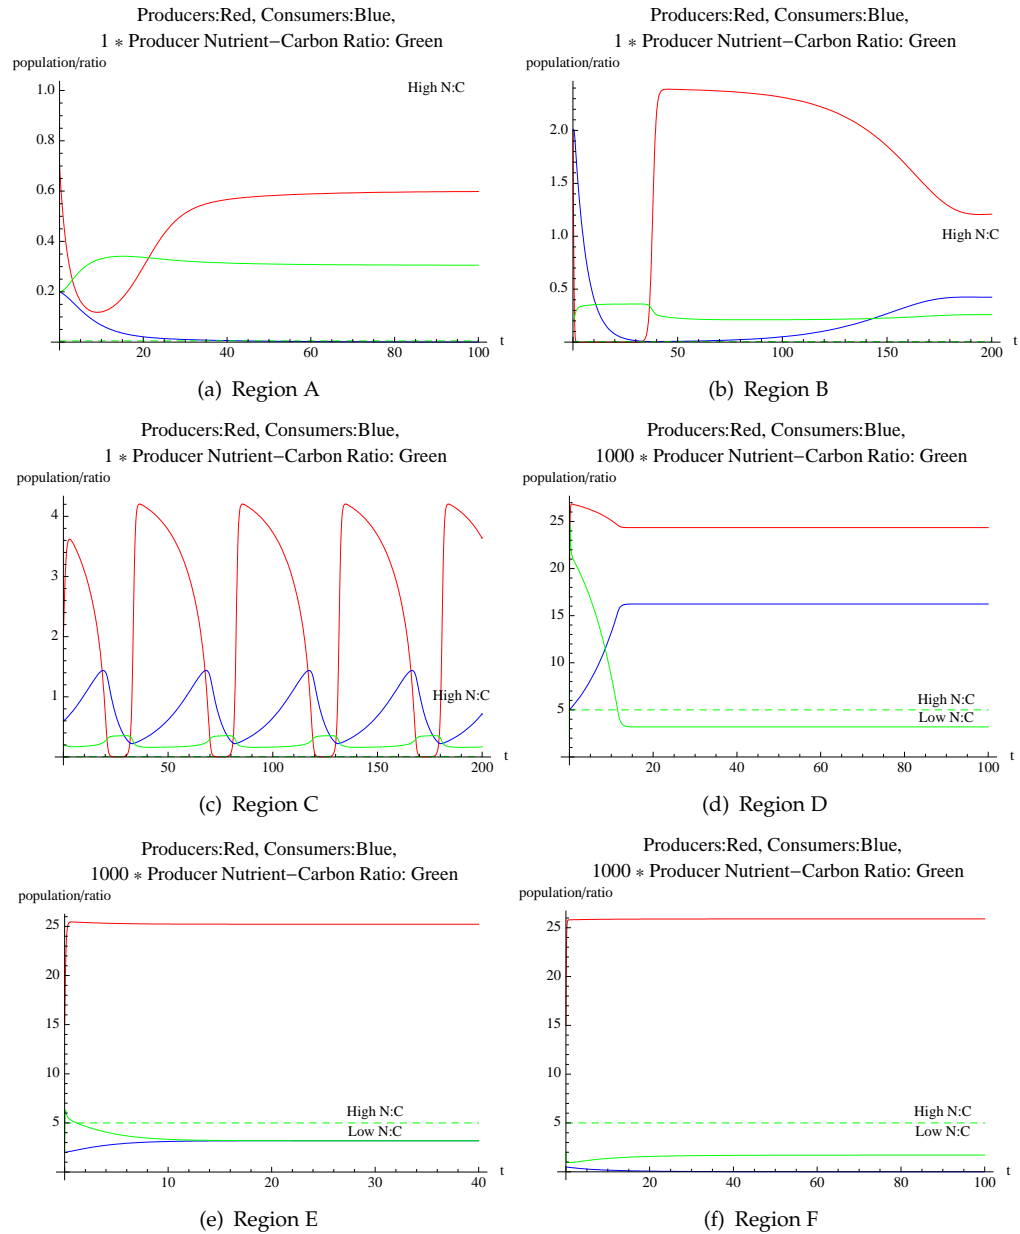 Producers:Red, Consumers:Blue,
1 * Producer Nutrient−Carbon Ratio: Green
population/ratio
High N:C
1.0
0.8
0.6
0.4
0.2
20 40 60 80 100 t
(a) Region A
Producers:Red, Consumers:Blue,
1 * Producer Nutrient−Carbon Ratio: Green
population/ratio
2.0
1.5
1.0
High N:C
0.5
50 100 150 200 t
(b) Region B
Producers:Red, Consumers:Blue,
1 * Producer Nutrient−Carbon Ratio: Green
population/ratio
4
3
2
1
High N:C
50 100 150 200 t
(c) Region C
Producers:Red, Consumers:Blue,
1000 * Producer Nutrient−Carbon Ratio: Green
population/ratio
25
20
15
10
High N:C
5
Low N:C
20 40 60 80 100 t
(d) Region D
Producers:Red, Consumers:Blue,
1000 * Producer Nutrient−Carbon Ratio: Green
population/ratio
25
20
15
10
High N:C
5
Low N:C
10 20 30 40 t
(e) Region E
Producers:Red, Consumers:Blue,
1000 * Producer Nutrient−Carbon Ratio: Green
population/ratio
25
20
15
10
High N:C
5
Low N:C
20 40 60 80 100 t
(f) Region F